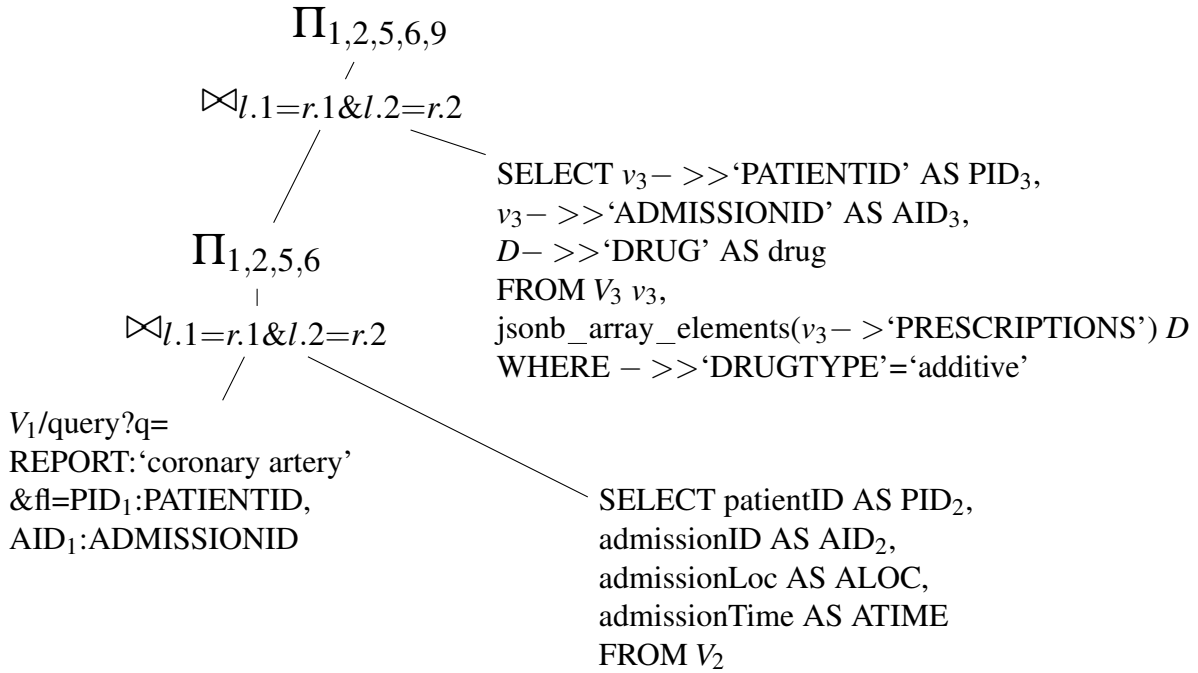 Π1,2,5,6,9
⋈l.1=r.1&l.2=r.2
SELECT v3− >>‘PATIENTID’ AS PID3,
v3− >>‘ADMISSIONID’ AS AID3,
D− >>‘DRUG’ AS drug
FROM V3 v3,
jsonb_array_elements(v3− >‘PRESCRIPTIONS’) D
WHERE − >>‘DRUGTYPE’=‘additive’
Π1,2,5,6
⋈l.1=r.1&l.2=r.2
V1/query?q=
REPORT:‘coronary artery’
&fl=PID1:PATIENTID,
AID1:ADMISSIONID
SELECT patientID AS PID2,
admissionID AS AID2,
admissionLoc AS ALOC,
admissionTime AS ATIME
FROM V2